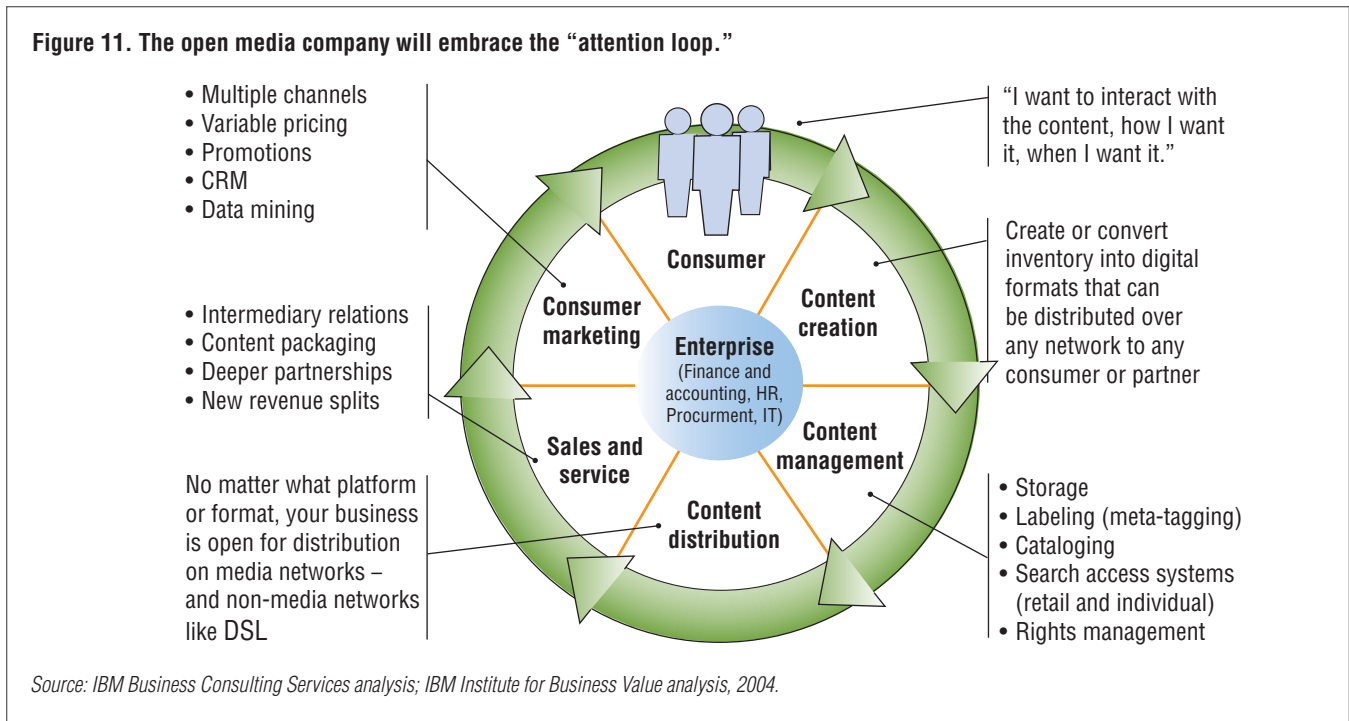 Figure 11. The open media company will embrace the “attention loop.”
• Multiple channels
• Variable pricing
• Promotions
• CRM
• Data mining
“I want to interact with
the content, how I want
it, when I want it.”
Consumer
Create or convert
inventory into digital
formats that can
be distributed over
any network to any
consumer or partner
Consumer
marketing
Content
creation
• Intermediary relations
• Content packaging
• Deeper partnerships
• New revenue splits
Enterprise
(Finance and
accounting, HR,
Procurment, IT)
Sales and
service
Content
management
Content
distribution
No matter what platform
or format, your business
is open for distribution
on media networks –
and non-media networks
like DSL
• Storage
• Labeling (meta-tagging)
• Cataloging
• Search access systems
(retail and individual)
• Rights management
Source: IBM Business Consulting Services analysis; IBM Institute for Business Value analysis, 2004.